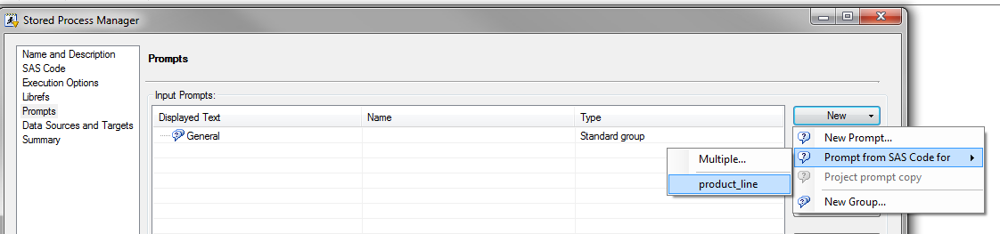 Stored Process Manager
Name and Description
SAS Code
Execution Options
Librefs
Prompts
Data Sources and Targets
Summary
Prompts
Input Prompts:
Displayed Text Name Type
General Standard group
New
New Prompt...
Prompt from SAS Code for
Project prompt copy
New Group...
Multiple...
product_line